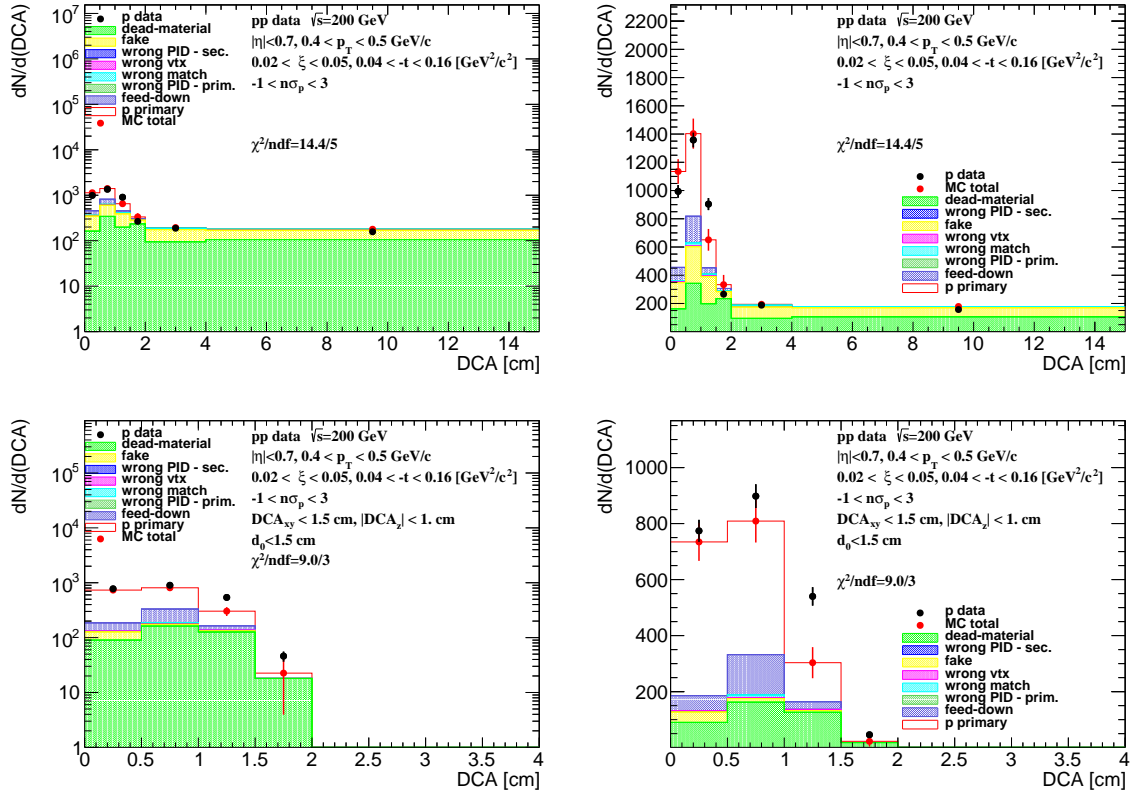 dN/d(DCA)
10⁷
10⁶
10⁵
10⁴
10³
10²
10
1
p data
dead-material
fake
wrong PID - sec.
wrong vtx
wrong match
wrong PID - prim.
feed-down
p primary
MC total
pp data √s=200 GeV
|η|<0.7, 0.4 < p_T < 0.5 GeV/c
0.02 < ξ < 0.05, 0.04 < -t < 0.16 [GeV²/c²]
-1 < nσ_p < 3
χ²/ndf=14.4/5
0 2 4 6 8 10 12 14
DCA [cm]
dN/d(DCA)
2200
2000
1800
1600
1400
1200
1000
800
600
400
200
pp data √s=200 GeV
|η|<0.7, 0.4 < p_T < 0.5 GeV/c
0.02 < ξ < 0.05, 0.04 < -t < 0.16 [GeV²/c²]
-1 < nσ_p < 3
χ²/ndf=14.4/5
p data
MC total
dead-material
wrong PID - sec.
fake
wrong vtx
wrong match
wrong PID - prim.
feed-down
p primary
0 2 4 6 8 10 12 14
DCA [cm]
dN/d(DCA)
10⁵
10⁴
10³
10²
10
1
p data
dead-material
fake
wrong PID - sec.
wrong vtx
wrong match
wrong PID - prim.
feed-down
p primary
MC total
pp data √s=200 GeV
|η|<0.7, 0.4 < p_T < 0.5 GeV/c
0.02 < ξ < 0.05, 0.04 < -t < 0.16 [GeV²/c²]
-1 < nσ_p < 3
DCA_xy < 1.5 cm, |DCA_z| < 1. cm
d₀<1.5 cm
χ²/ndf=9.0/3
0 0.5 1 1.5 2 2.5 3 3.5 4
DCA [cm]
dN/d(DCA)
1000
800
600
400
200
pp data √s=200 GeV
|η|<0.7, 0.4 < p_T < 0.5 GeV/c
0.02 < ξ < 0.05, 0.04 < -t < 0.16 [GeV²/c²]
-1 < nσ_p < 3
DCA_xy < 1.5 cm, |DCA_z| < 1. cm
d₀<1.5 cm
χ²/ndf=9.0/3
p data
MC total
dead-material
wrong PID - sec.
fake
wrong vtx
wrong match
wrong PID - prim.
feed-down
p primary
0 0.5 1 1.5 2 2.5 3 3.5 4
DCA [cm]